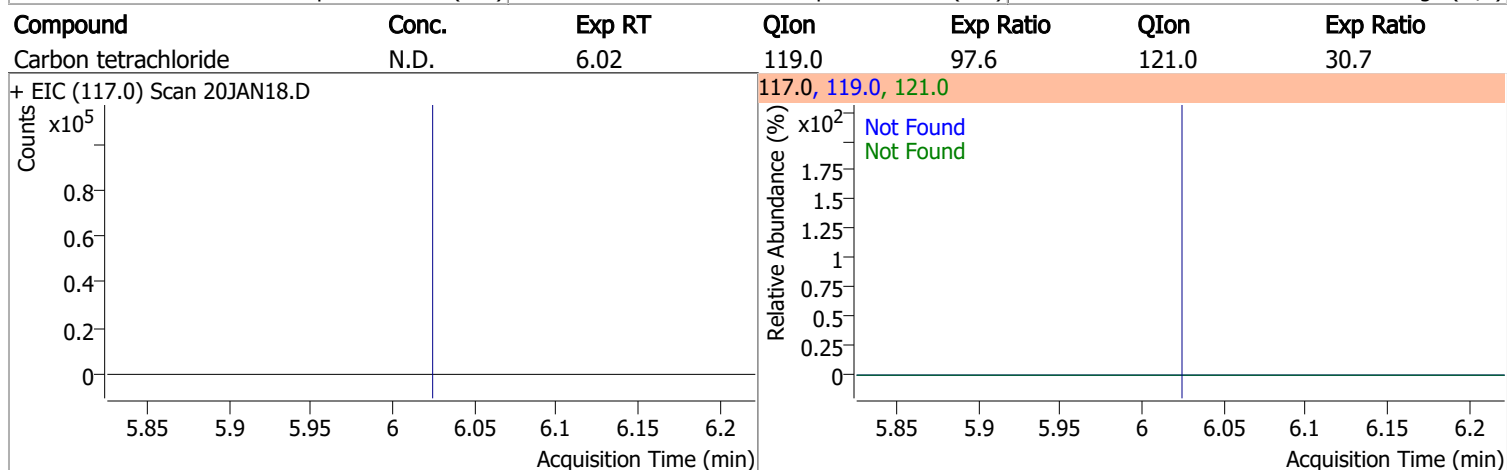 Compound Conc. Exp RT QIon Exp Ratio QIon Exp Ratio
Carbon tetrachloride N.D. 6.02 119.0 97.6 121.0 30.7
+ EIC (117.0) Scan 20JAN18.D
Counts
x10^5
0.8
0.6
0.4
0.2
0
5.85 5.9 5.95 6 6.05 6.1 6.15 6.2
Acquisition Time (min)
117.0, 119.0, 121.0
Relative Abundance (%)
x10^2
Not Found
Not Found
1.75
1.5
1.25
1
0.75
0.5
0.25
0
5.85 5.9 5.95 6 6.05 6.1 6.15 6.2
Acquisition Time (min)